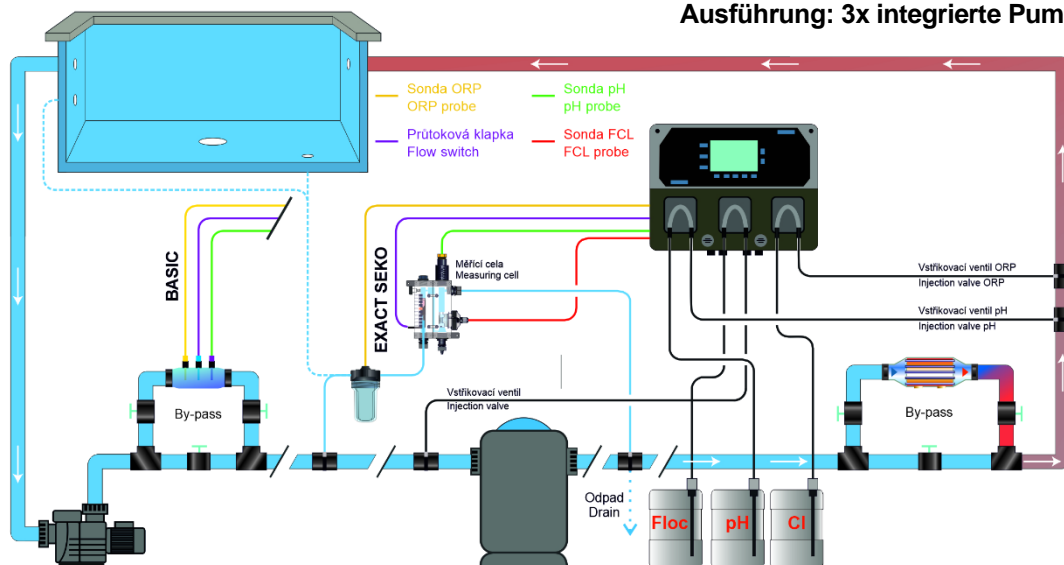 Ausführung: 3x integrierte Pum
Sonda ORP
ORP probe
Sonda pH
pH probe
Průtoková klapka
Flow switch
Sonda FCL
FCL probe
BASIC
EXACT SEKO
Měřící cela
Measuring cell
Vstřikovací ventil ORP
Injection valve ORP
Vstřikovací ventil pH
Injection valve pH
By-pass
Vstřikovací ventil
Injection valve
By-pass
Odpad
Drain
Floc
pH
Cl